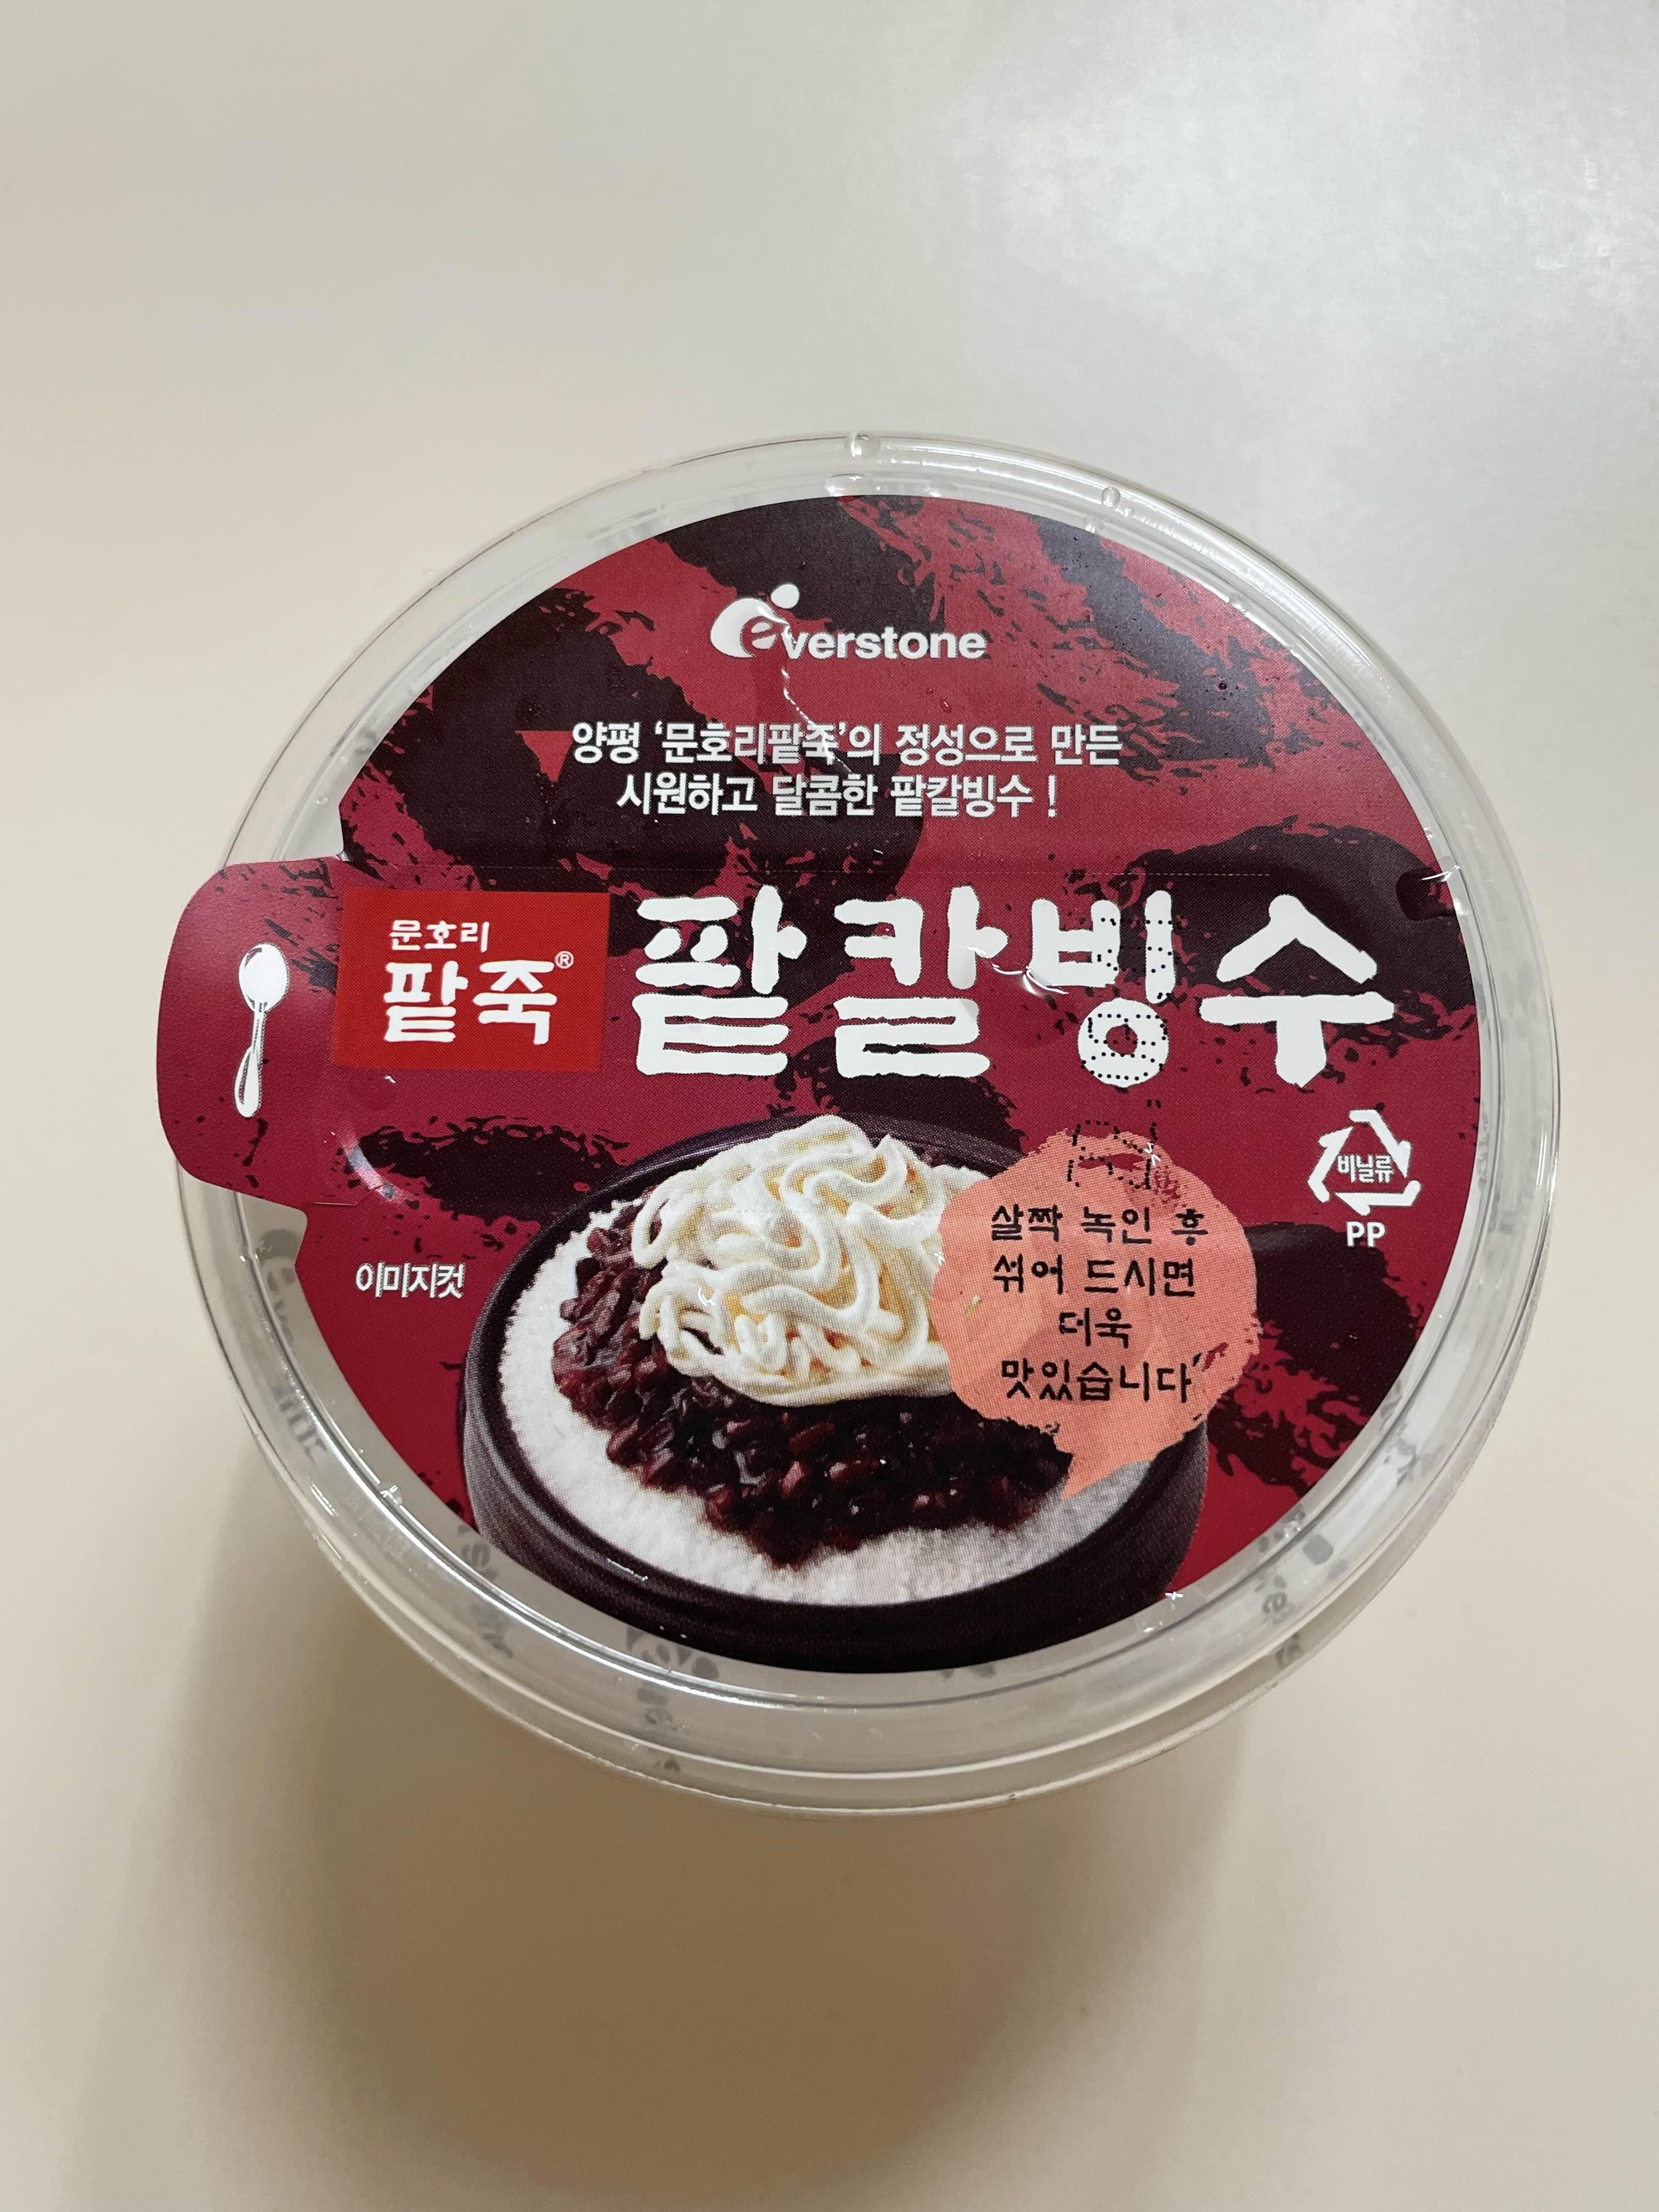 everstone
양평 '문호리팥죽'의 정성으로 만든
시원하고 달콤한 팥칼빙수 !
문호리
팥죽®
팥칼빙수
비닐류
PP
살짝 녹인 후
섞어 드시면
더욱
맛있습니다
이미지컷